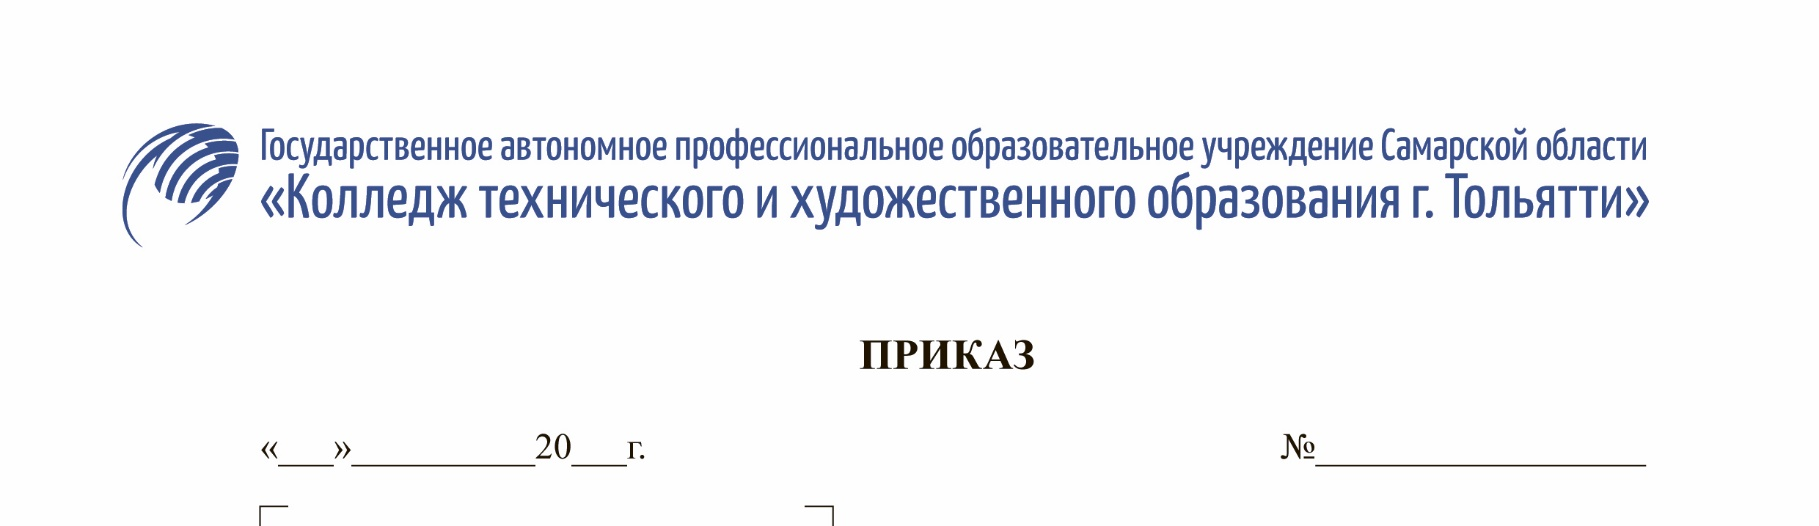 Государственное автономное профессиональное образовательное учреждение Самарской области
«Колледж технического и художественного образования г. Тольятти»
ПРИКАЗ
«___»__________20___г. №__________________